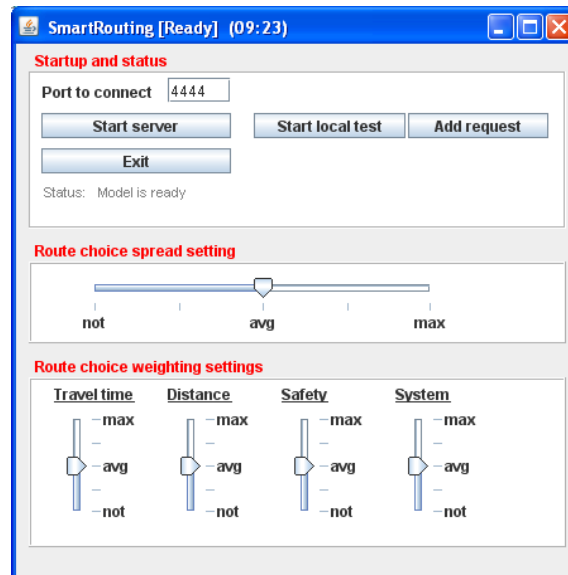 SmartRouting [Ready] (09:23)
Startup and status
Port to connect 4444
Start server Start local test Add request
Exit
Status: Model is ready
Route choice spread setting
not avg max
Route choice weighting settings
Travel time Distance Safety System
max max max max
avg avg avg avg
not not not not